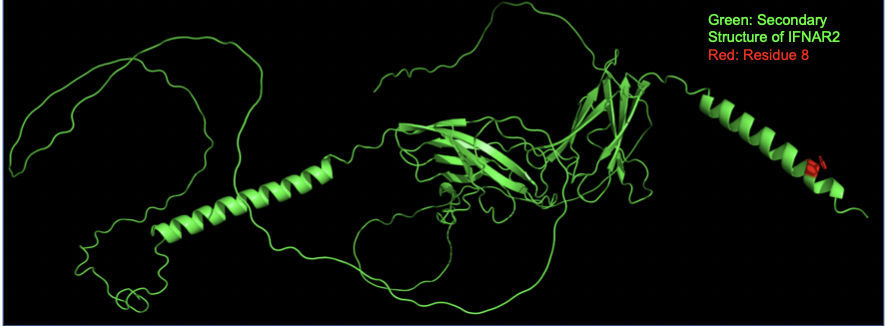 Green: Secondary
Structure of IFNAR2
Red: Residue 8